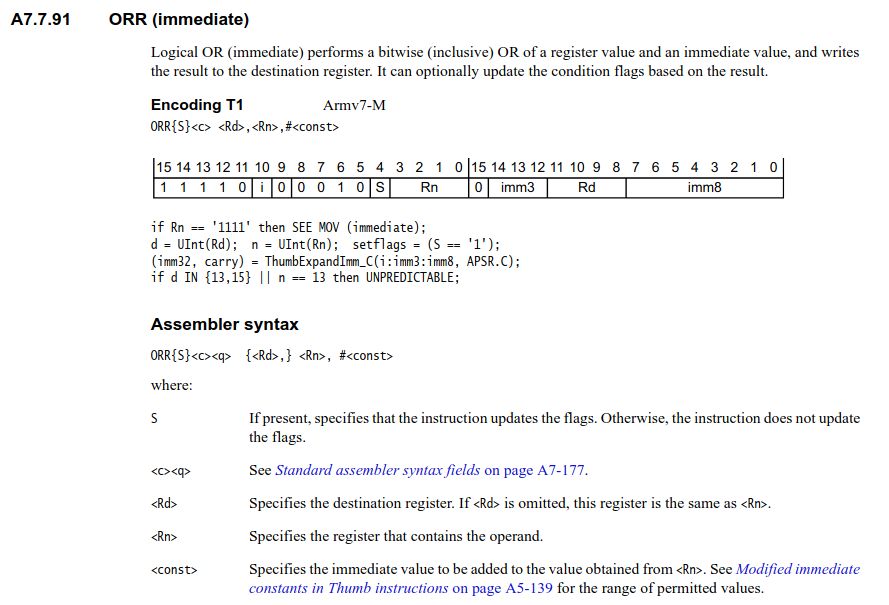 A7.7.91 ORR (immediate)
Logical OR (immediate) performs a bitwise (inclusive) OR of a register value and an immediate value, and writes
the result to the destination register. It can optionally update the condition flags based on the result.
Encoding T1 Armv7-M
ORR{S}<c> <Rd>,<Rn>,#<const>
15 14 13 12 11 10 9 8 7 6 5 4 3 2 1 0 15 14 13 12 11 10 9 8 7 6 5 4 3 2 1 0
1 1 1 1 0 i 0 0 0 1 0 S Rn 0 imm3 Rd imm8
if Rn == '1111' then SEE MOV (immediate);
d = UInt(Rd); n = UInt(Rn); setflags = (S == '1');
(imm32, carry) = ThumbExpandImm_C(i:imm3:imm8, APSR.C);
if d IN {13,15} || n == 13 then UNPREDICTABLE;
Assembler syntax
ORR{S}<c><q> {<Rd>,} <Rn>, #<const>
where:
S If present, specifies that the instruction updates the flags. Otherwise, the instruction does not update
the flags.
<c><q> See Standard assembler syntax fields on page A7-177.
<Rd> Specifies the destination register. If <Rd> is omitted, this register is the same as <Rn>.
<Rn> Specifies the register that contains the operand.
<const> Specifies the immediate value to be added to the value obtained from <Rn>. See Modified immediate
constants in Thumb instructions on page A5-139 for the range of permitted values.